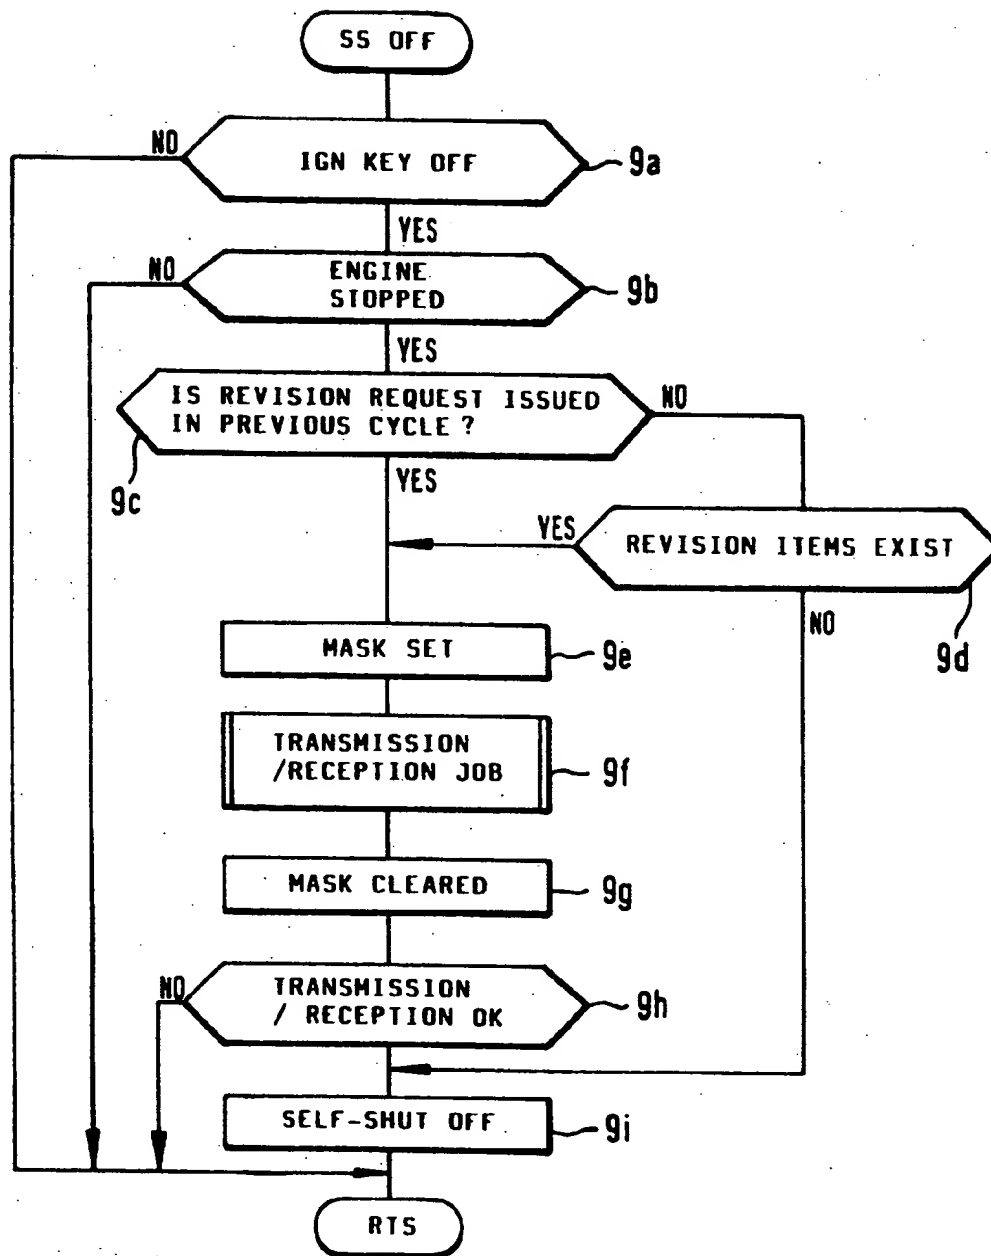 SS OFF
NO
IGN KEY OFF
9a
YES
NO
ENGINE
STOPPED
9b
YES
IS REVISION REQUEST ISSUED
IN PREVIOUS CYCLE ?
NO
9c
YES
YES
REVISION ITEMS EXIST
NO
9d
MASK SET
9e
TRANSMISSION
/RECEPTION JOB
9f
MASK CLEARED
9g
NO
TRANSMISSION
/ RECEPTION OK
9h
SELF-SHUT OFF
9i
RTS